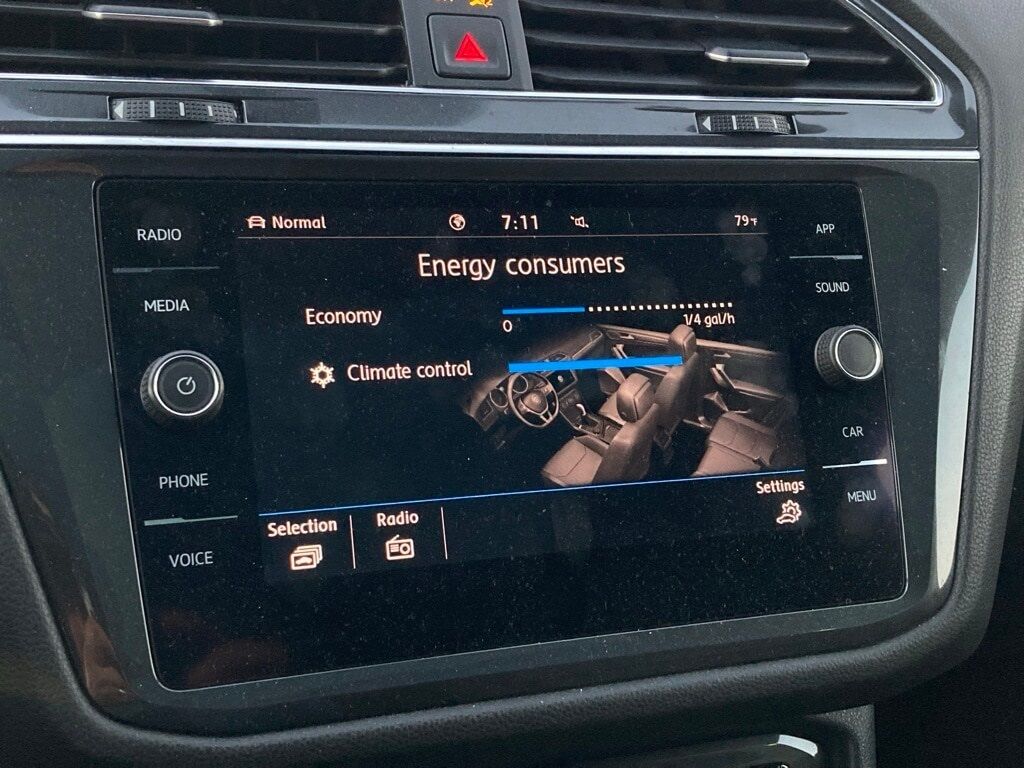 RADIO
MEDIA
PHONE
VOICE
Normal
7:11
79°F
Energy consumers
Economy
0
1/4 gal/h
Climate control
Selection
Radio
Settings
APP
SOUND
CAR
MENU